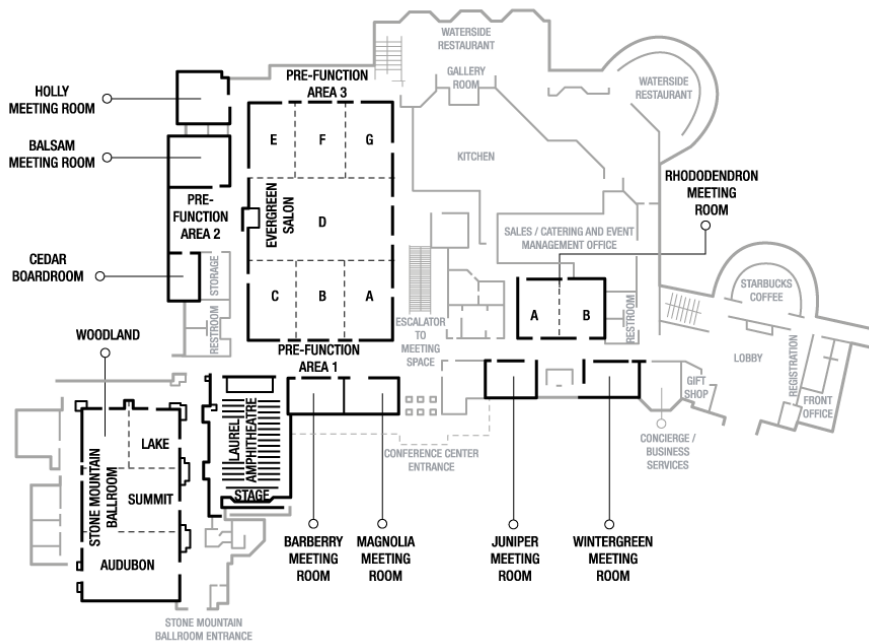 WATERSIDE
RESTAURANT
PRE-FUNCTION
AREA 3
GALLERY
ROOM
WATERSIDE
RESTAURANT
HOLLY
MEETING ROOM
BALSAM
MEETING ROOM
E
F
G
KITCHEN
RHODODENDRON
MEETING
ROOM
PRE-
FUNCTION
AREA 2
EVERGREEN
SALON
D
SALES / CATERING AND EVENT
MANAGEMENT OFFICE
CEDAR
BOARDROOM
STORAGE
C
B
A
STARBUCKS
COFFEE
A
B
RESTROOM
RESTROOM
ESCALATOR
TO
MEETING
SPACE
WOODLAND
PRE-FUNCTION
AREA 1
LOBBY
REGISTRATION
GIFT
SHOP
FRONT
OFFICE
LAKE
STONE MOUNTAIN
BALLROOM
SUMMIT
AUDUBON
LAUREL
AMPHITHEATRE
STAGE
CONFERENCE CENTER
ENTRANCE
CONCIERGE /
BUSINESS
SERVICES
BARBERRY
MEETING
ROOM
MAGNOLIA
MEETING
ROOM
JUNIPER
MEETING
ROOM
WINTERGREEN
MEETING
ROOM
STONE MOUNTAIN
BALLROOM ENTRANCE